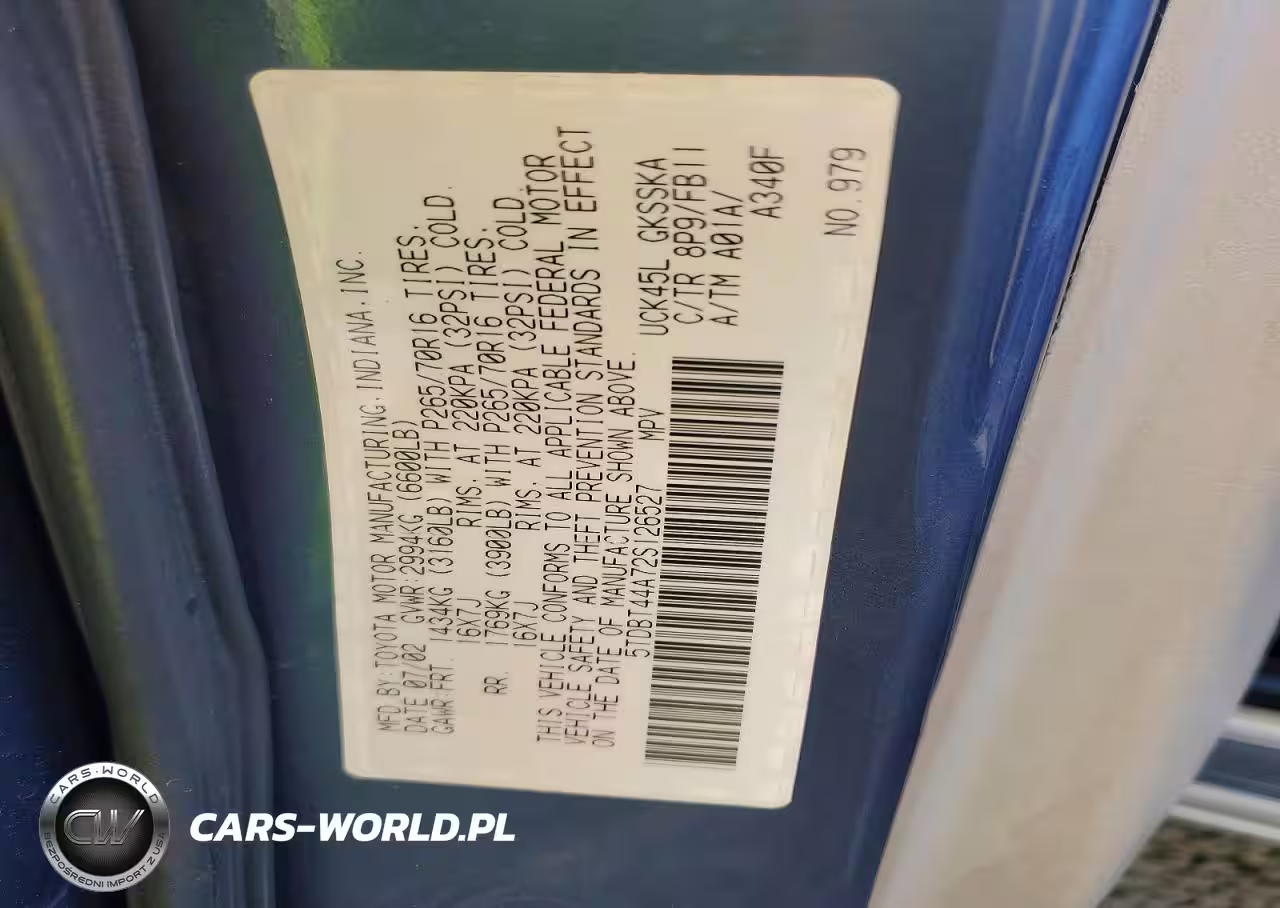 MFD BY:TOYOTA MOTOR MANUFACTURING,INDIANA,INC.
DATE 07/02 GVWR:2994KG (6600LB)
GAWR:FRT. 1434KG (3160LB) WITH P265/70R16 TIRES.
16X7J RIMS, AT 220KPA (32PSI) COLD.
RR. 1769KG (3900LB) WITH P265/70R16 TIRES.
16X7J RIMS, AT 220KPA (32PSI) COLD.
THIS VEHICLE CONFORMS TO ALL APPLICABLE FEDERAL MOTOR
VEHICLE SAFETY AND THEFT PREVENTION STANDARDS IN EFFECT
ON THE DATE OF MANUFACTURE SHOWN ABOVE.
5TDBT44A72S126527 MPV
UCK45L GKSSKA
C/TR 8P9/FB11
A/TM A01A/
A340F
NO.979
CARS-WORLD
CW
BEZPOŚREDNI IMPORT Z USA
CARS-WORLD.PL